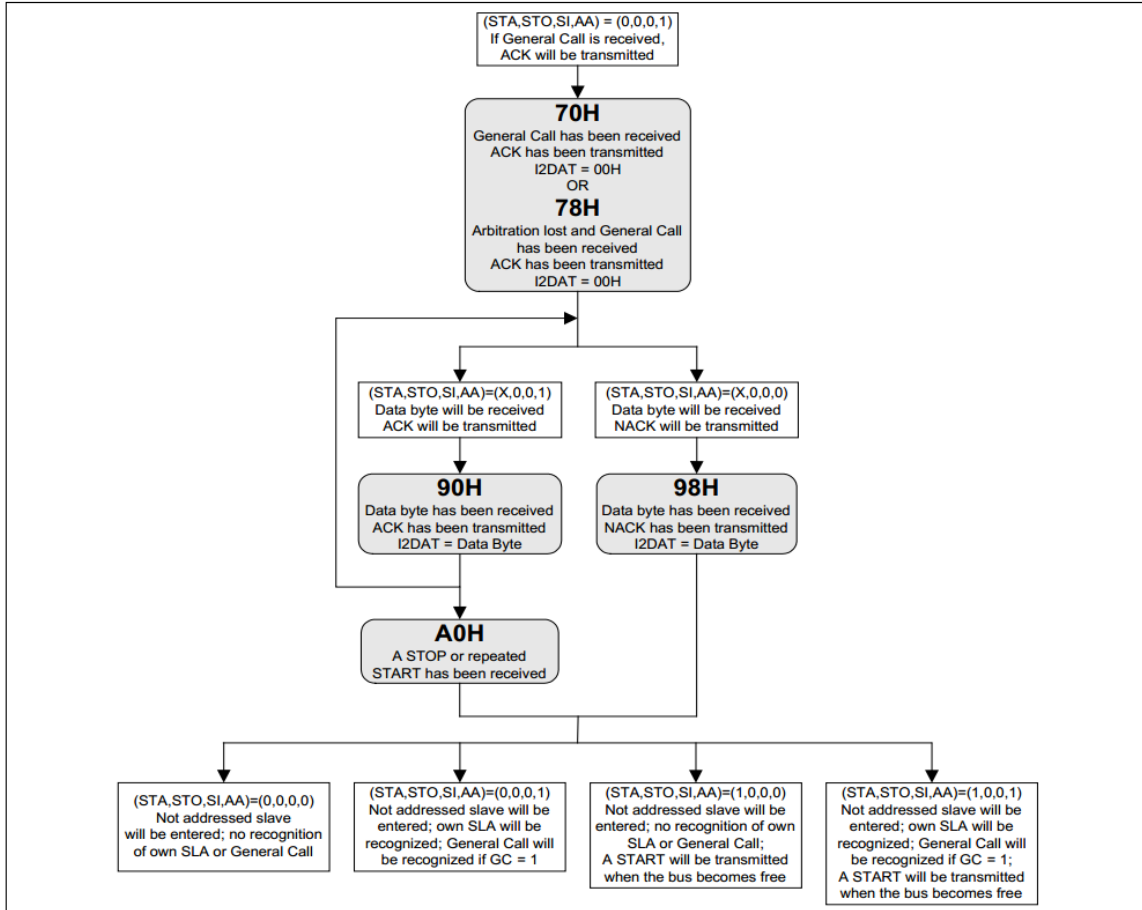 (STA,STO,SI,AA) = (0,0,0,1)
If General Call is received,
ACK will be transmitted
70H
General Call has been received
ACK has been transmitted
I2DAT = 00H
OR
78H
Arbitration lost and General Call
has been received
ACK has been transmitted
I2DAT = 00H
(STA,STO,SI,AA)=(X,0,0,1)
Data byte will be received
ACK will be transmitted
(STA,STO,SI,AA)=(X,0,0,0)
Data byte will be received
NACK will be transmitted
90H
Data byte has been received
ACK has been transmitted
I2DAT = Data Byte
98H
Data byte has been received
NACK has been transmitted
I2DAT = Data Byte
A0H
A STOP or repeated
START has been received
(STA,STO,SI,AA)=(0,0,0,0)
Not addressed slave
will be entered; no recognition
of own SLA or General Call
(STA,STO,SI,AA)=(0,0,0,1)
Not addressed slave will be
entered; own SLA will be
recognized; General Call will
be recognized if GC = 1
(STA,STO,SI,AA)=(1,0,0,0)
Not addressed slave will be
entered; no recognition of own
SLA or General Call;
A START will be transmitted
when the bus becomes free
(STA,STO,SI,AA)=(1,0,0,1)
Not addressed slave will be
entered; own SLA will be
recognized; General Call will
be recognized if GC = 1;
A START will be transmitted
when the bus becomes free